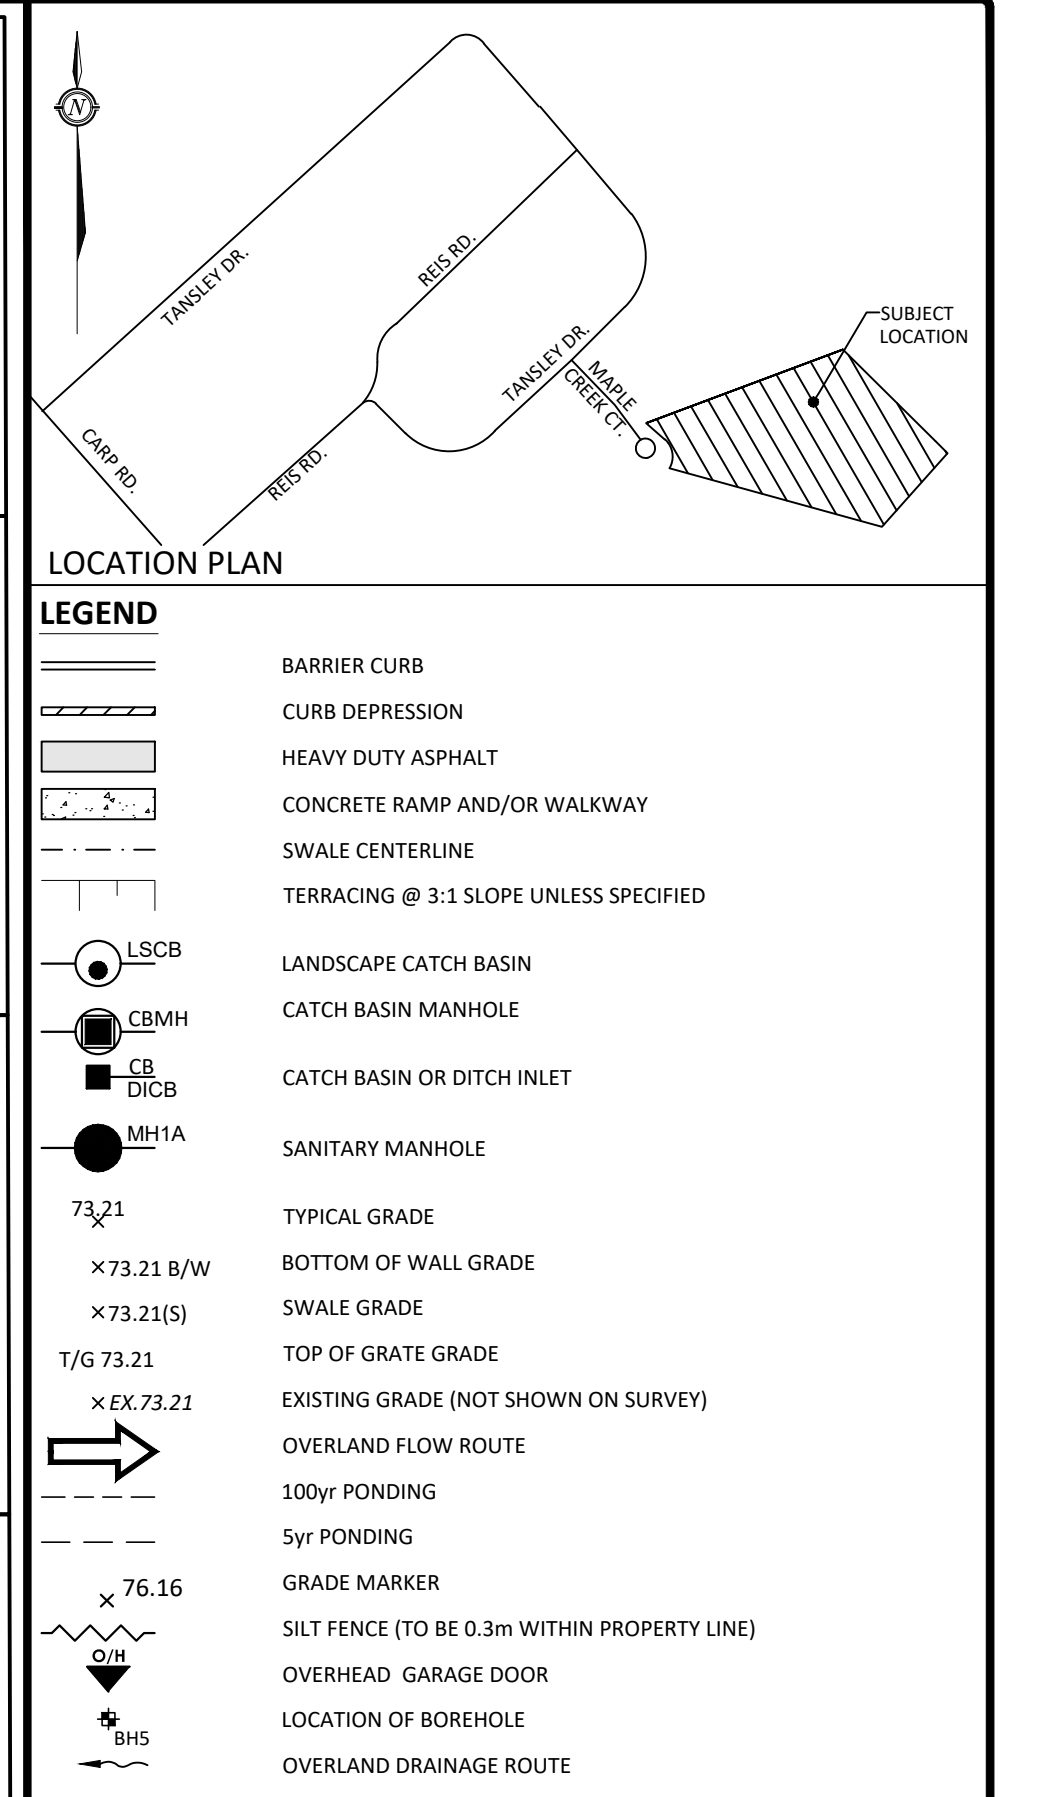 N
TANSLEY DR.
REIS RD.
SUBJECT
LOCATION
TANSLEY DR.
MAPLE
CREEK CT.
CARP RD.
REIS RD.
LOCATION PLAN
LEGEND
BARRIER CURB
CURB DEPRESSION
HEAVY DUTY ASPHALT
CONCRETE RAMP AND/OR WALKWAY
SWALE CENTERLINE
TERRACING @ 3:1 SLOPE UNLESS SPECIFIED
LSCB
LANDSCAPE CATCH BASIN
CBMH
CATCH BASIN MANHOLE
CB
DICB
CATCH BASIN OR DITCH INLET
MH1A
SANITARY MANHOLE
73.21
TYPICAL GRADE
×73.21 B/W
BOTTOM OF WALL GRADE
×73.21(S)
SWALE GRADE
T/G 73.21
TOP OF GRATE GRADE
×EX.73.21
EXISTING GRADE (NOT SHOWN ON SURVEY)
OVERLAND FLOW ROUTE
100yr PONDING
5yr PONDING
× 76.16
GRADE MARKER
SILT FENCE (TO BE 0.3m WITHIN PROPERTY LINE)
O/H
OVERHEAD GARAGE DOOR
BH5
LOCATION OF BOREHOLE
OVERLAND DRAINAGE ROUTE